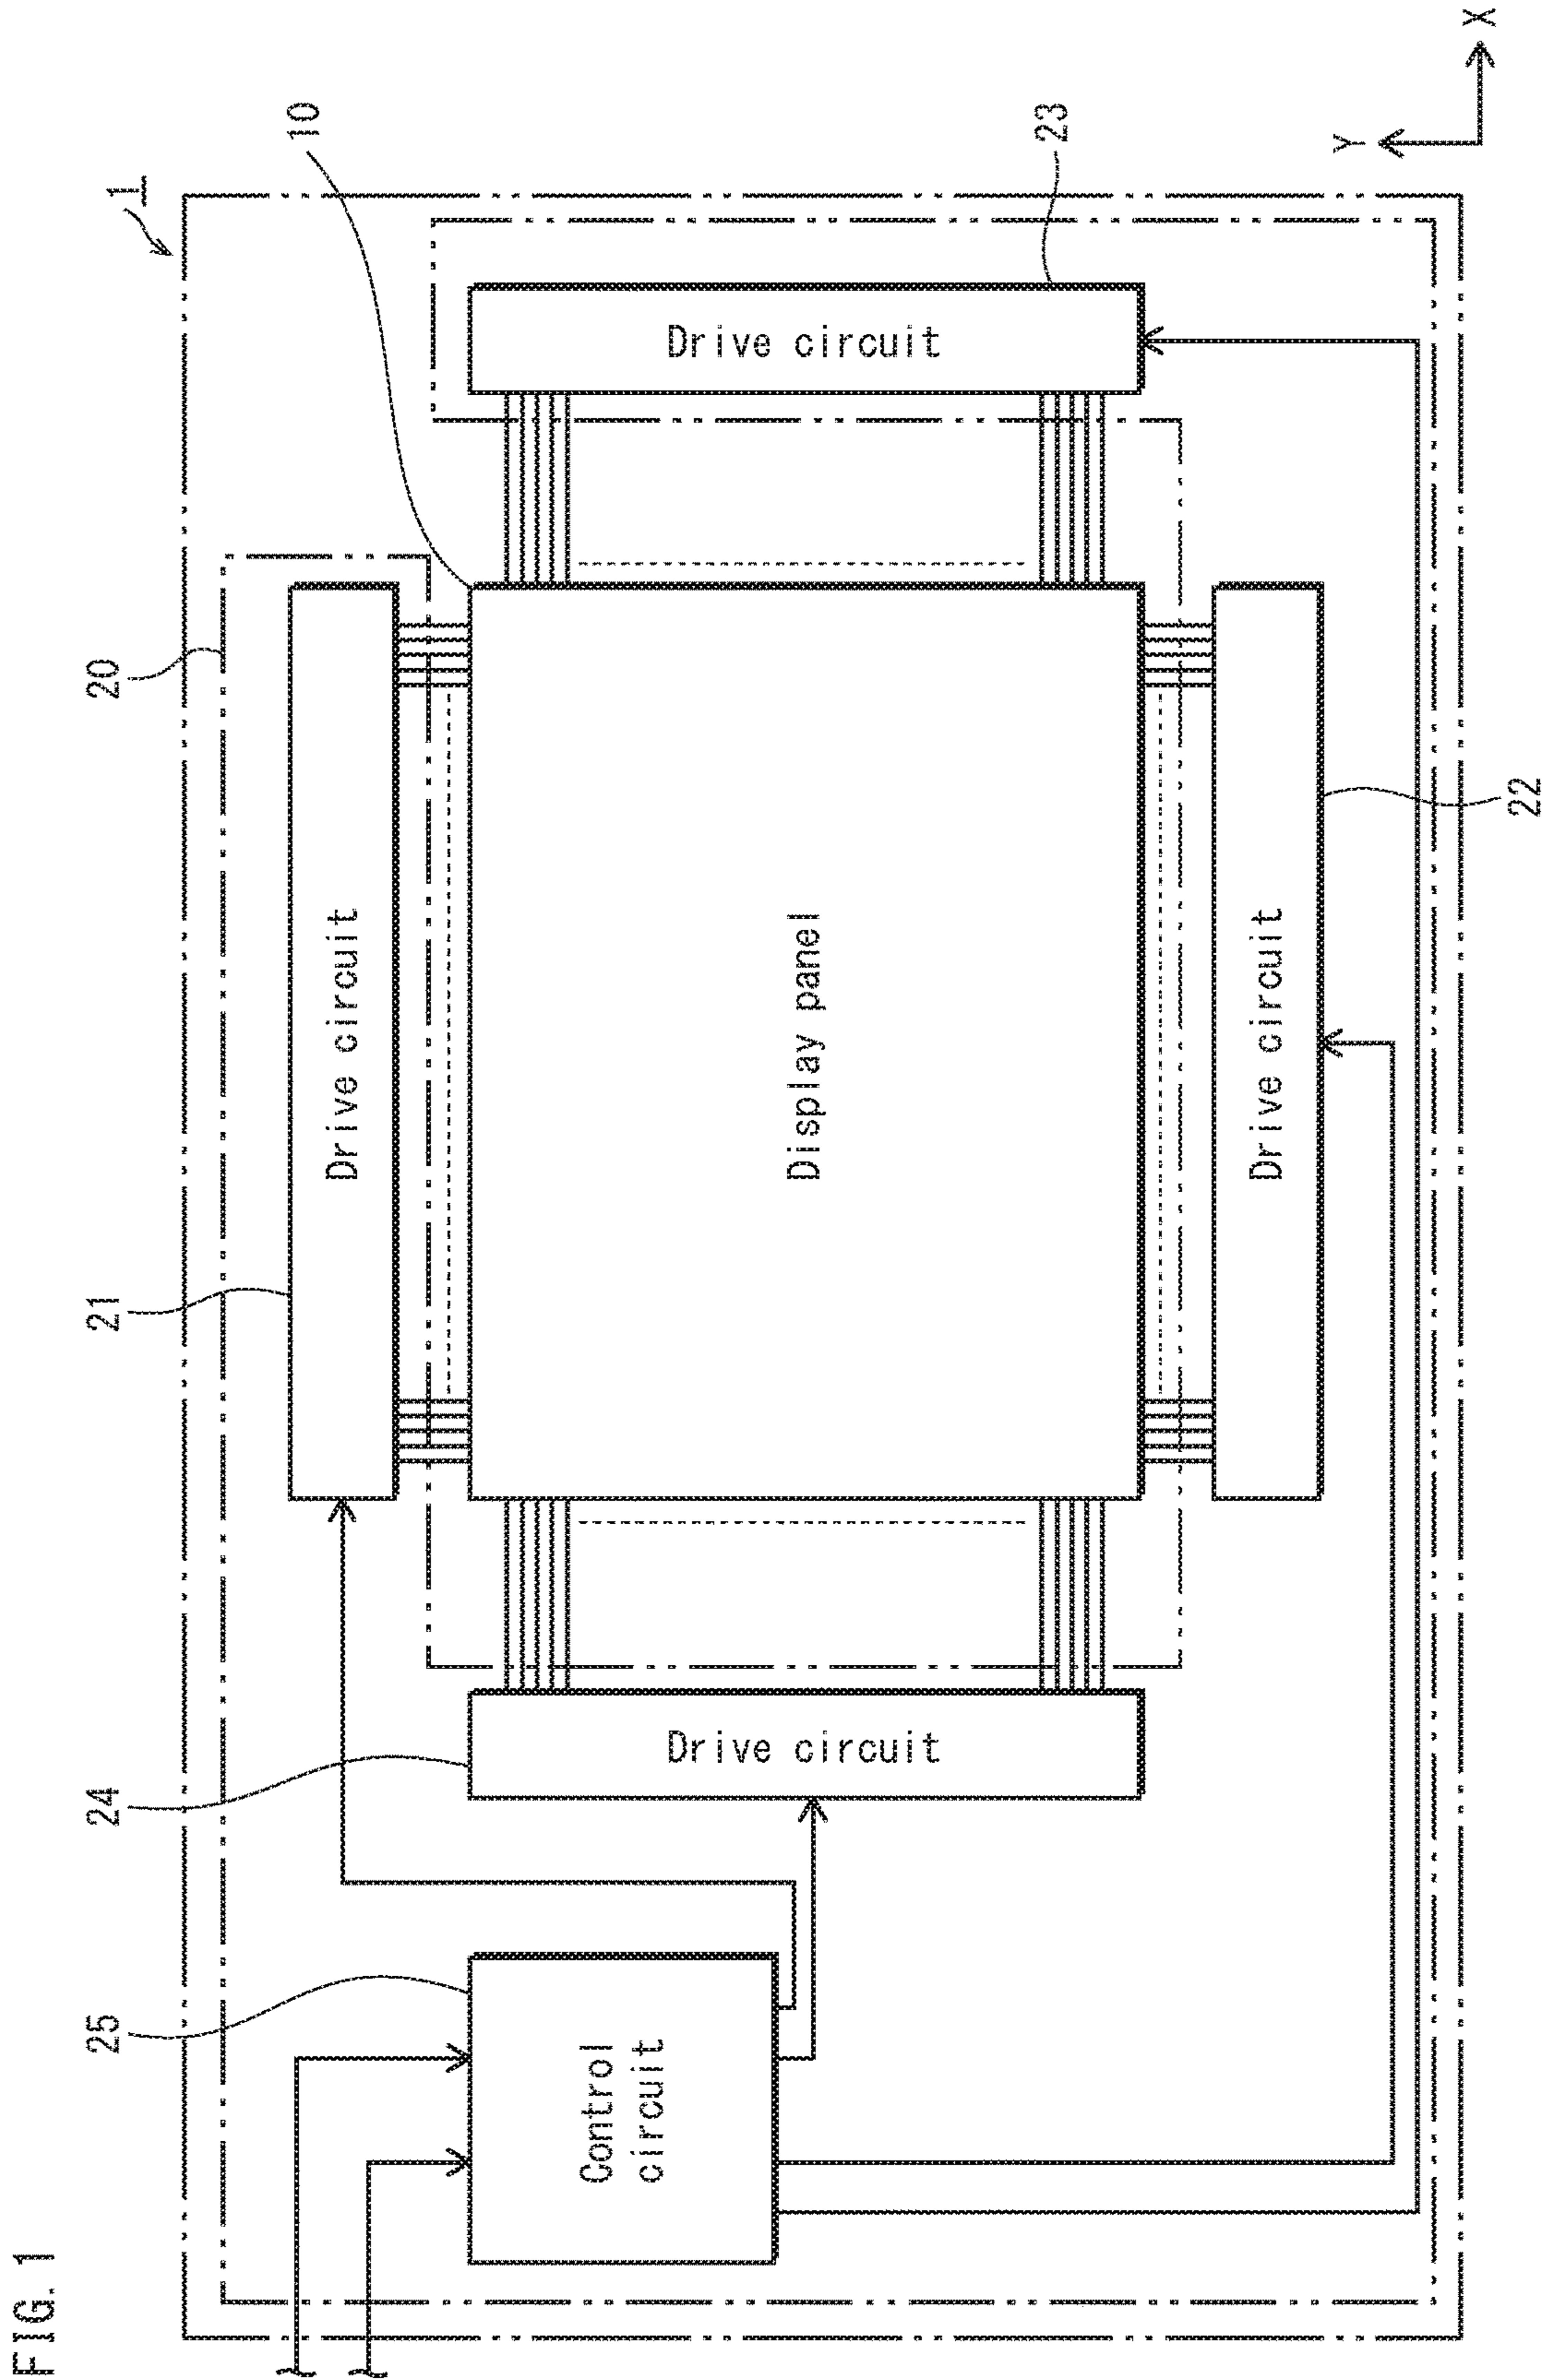 FIG. 1
1
20
21
10
24
25
Drive circuit
Drive circuit
Display panel
Drive circuit
23
Control
circuit
Drive circuit
22
Y
X